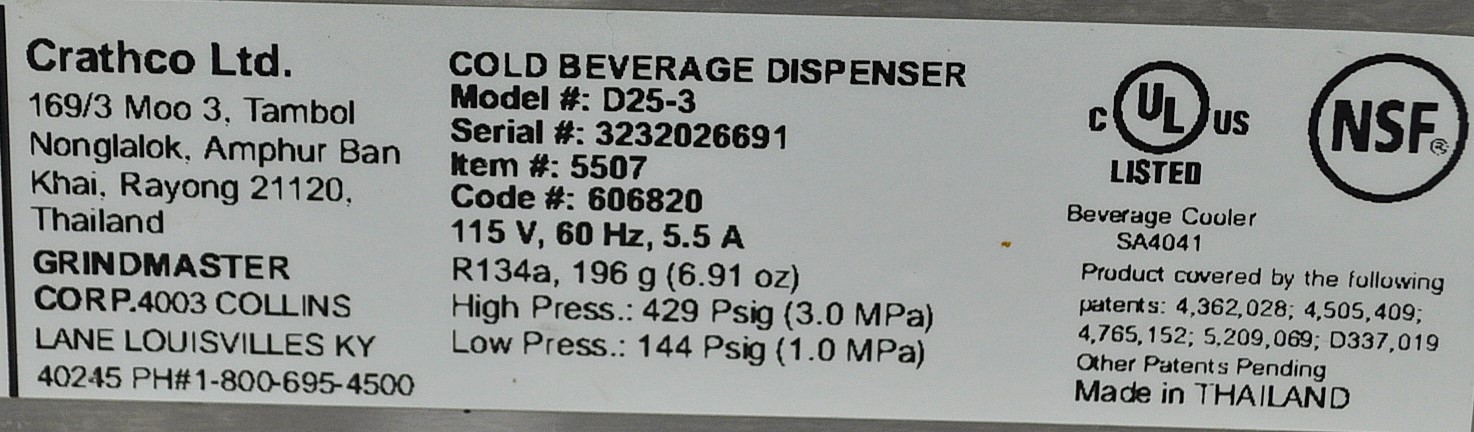 Crathco Ltd.
169/3 Moo 3, Tambol
Nonglalok, Amphur Ban
Khai, Rayong 21120,
Thailand
GRINDMASTER
CORP.4003 COLLINS
LANE LOUISVILLES KY
40245 PH#1-800-695-4500
COLD BEVERAGE DISPENSER
Model #: D25-3
Serial #: 3232026691
Item #: 5507
Code #: 606820
115 V, 60 Hz, 5.5 A
R134a, 196 g (6.91 oz)
High Press.: 429 Psig (3.0 MPa)
Low Press.: 144 Psig (1.0 MPa)
C UL US
LISTED
NSF®
Beverage Cooler
SA4041
Product covered by the following
patents: 4,362,028; 4,505,409;
4,765,152; 5,209,069; D337,019
Other Patents Pending
Made in THAILAND